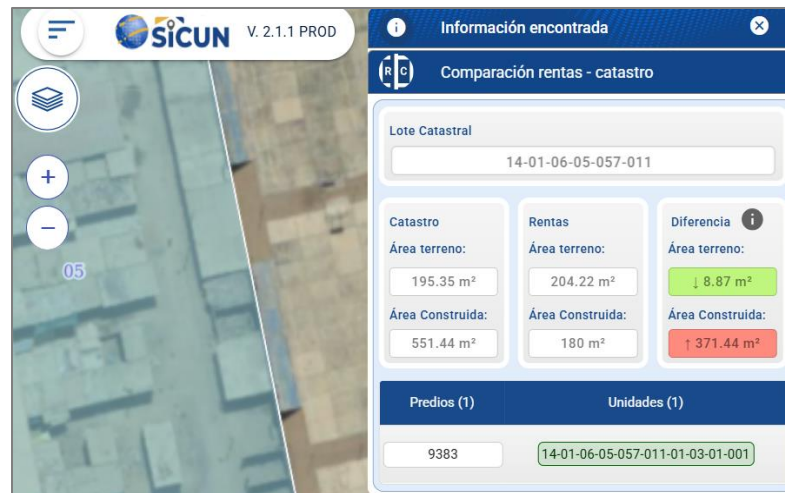 SICUN V. 2.1.1 PROD
05
Información encontrada
RC Comparación rentas - catastro
Lote Catastral
14-01-06-05-057-011
Catastro Rentas Diferencia
Área terreno: Área terreno: Área terreno:
195.35 m² 204.22 m² ↓ 8.87 m²
Área Construida: Área Construida: Área Construida:
551.44 m² 180 m² ↑ 371.44 m²
Predios (1) Unidades (1)
9383 14-01-06-05-057-011-01-03-01-001